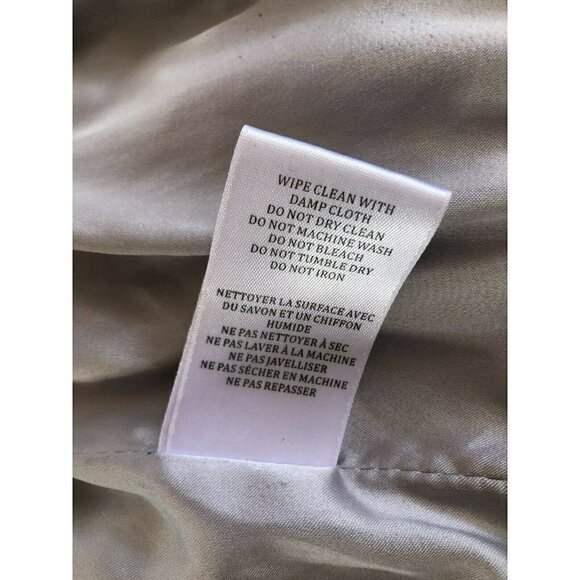 WIPE CLEAN WITH
DAMP CLOTH
DO NOT DRY CLEAN
DO NOT MACHINE WASH
DO NOT BLEACH
DO NOT TUMBLE DRY
DO NOT IRON
NETTOYER LA SURFACE AVEC
DU SAVON ET UN CHIFFON
HUMIDE
NE PAS NETTOYER À SEC
NE PAS LAVER À LA MACHINE
NE PAS JAVELLISER
NE PAS SÉCHER EN MACHINE
NE PAS REPASSER